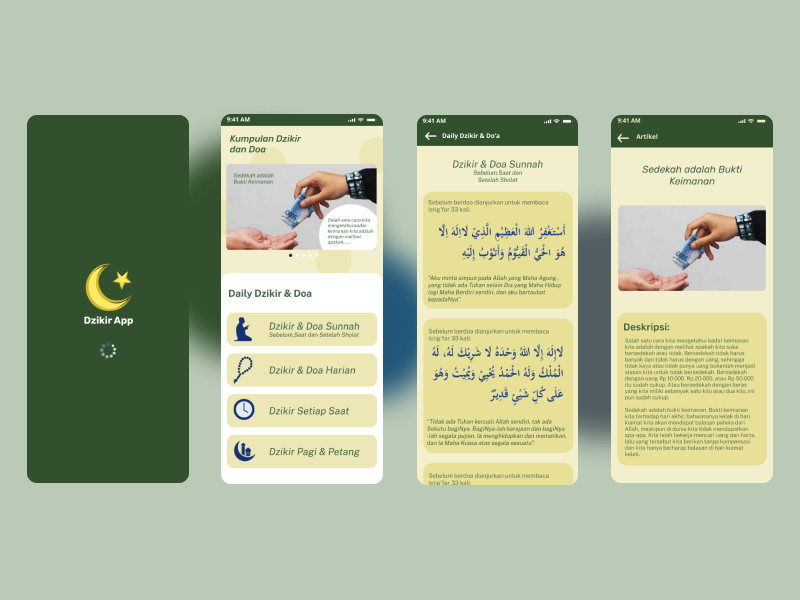 Dzikir App
9:41 AM
Kumpulan Dzikir
dan Doa
Sedekah adalah
Bukti Keimanan
Salah satu cara kita
mengetahui kadar
keimanan kita adalah
dengan melihat
apakah......
Daily Dzikir & Doa
Dzikir & Doa Sunnah
Sebelum,Saat dan Setelah Sholat
Dzikir & Doa Harian
Dzikir Setiap Saat
Dzikir Pagi & Petang
9:41 AM
Daily Dzikir & Do'a
Dzikir & Doa Sunnah
Sebelum,Saat dan
Setelah Sholat
Sebelum berdoa dianjurkan untuk membaca
Istig'far 33 kali:
أَسْتَغْفِرُ اللهَ الْعَظِيْمِ الَّذِيْ لَاإِلَهَ إِلَّا
هُوَ الْحَيُّ الْقَيُّوْمُ وَأَتُوْبُ إِلَيْهِ
"Aku minta ampun pada Allah yang Maha Agung ,
yang tidak ada Tuhan selain Dia yang Maha Hidup
lagi Maha Berdiri sendiri, dan aku bertaubat
kepadaNya".
Sebelum berdoa dianjurkan untuk membaca
Istig'far 33 kali:
لَاإِلَهَ إِلَّا اللهُ وَحْدَهُ لَا شَرِيْكَ لَهُ، لَهُ
الْمُلْكُ وَلَهُ الْحَمْدُ يُحْيِيْ وَيُمِيْتُ وَهُوَ
عَلَى كُلِّ شَيْئٍ قَدِيْرٌ
"Tidak ada Tuhan kecuali Allah sendiri, tak ada
Sekutu bagiNya. BagiNya-lah kerajaan dan bagiNya
-lah segala pujian. Ia menghidupkan dan mematikan,
dan Ia Maha Kuasa atas segala sesuatu".
Sebelum berdoa dianjurkan untuk membaca
Istig'far 33 kali:
9:41 AM
Artikel
Sedekah adalah Bukti
Keimanan
Deskripsi:
Salah satu cara kita mengetahui kadar keimanan
kita adalah dengan melihat apakah kita suka
bersedekah atau tidak. Bersedekah tidak harus
banyak dan tidak harus dengan uang, sehingga
tidak kaya atau tidak punya uang bukanlah menjadi
alasan kita untuk tidak bersedekah. Bersedekah
dengan uang Rp 10.000, Rp 20.000, atau Rp 50.000
itu sudah cukup. Atau bersedekah dengan beras
yang kita miliki sebanyak satu kilo atau dua kilo, ini
pun sudah cukup.
Sedekah adalah bukti keimanan. Bukti keimanan
kita terhadap hari akhir, bahwasanya kelak di hari
kiamat kita akan mendapat balasan pahala dari
Allah, meskipun di dunia kita tidak mendapatkan
apa-apa. Kita lelah bekerja mencari uang dan harta,
lalu uang tersebut kita berikan tanpa kompensasi
dan kita hanya berharap balasan di hari kiamat
kelak.